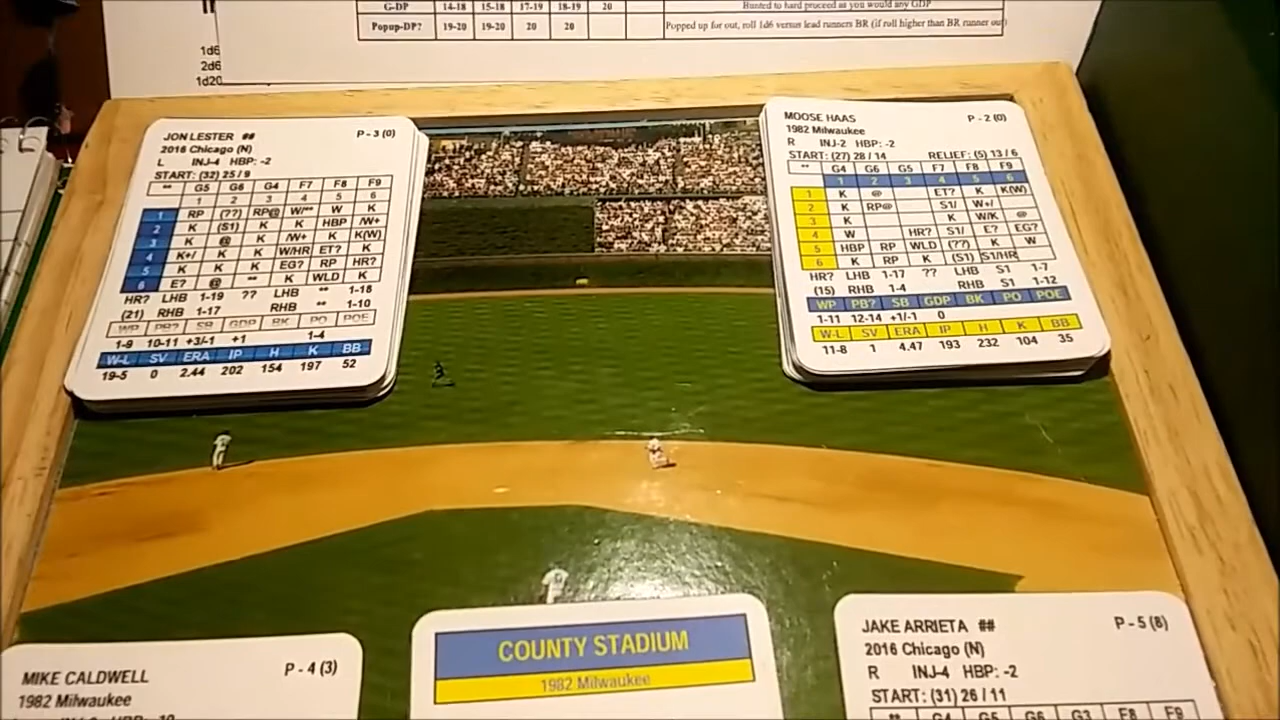 G-DP 14-18 15-18 17-19 18-19 20 Bunted to hard proceed as you would any GDP
Popup-DP? 19-20 19-20 20 20 Popped up for out, roll 1d6 versus lead runners BR (if roll higher than BR runner out)
1d6
2d6
1d20
JON LESTER ## P - 3 (0)
2016 Chicago (N)
L INJ-4 HBP: -2
START: (32) 25 / 9
** G5 G6 G4 F7 F8 F9
1 2 3 4 5 6
1 RP (??) RP@ W/** W /W+
2 K (S1) K K HBP K(W)
3 K @ K /W+ K K
4 K+/ K K W/HR ET? HR?
5 K K K EG? RP K
6 E? @ ** K WLD
HR? LHB 1-19 ?? LHB ** 1-18
(21) RHB 1-17 RHB ** 1-10
WP PB? SB GDP BK PO POE
1-9 10-11 +3/-1 +1 1-4
W-L SV ERA IP H K BB
19-5 0 2.44 202 154 197 52
MOOSE HAAS P - 2 (0)
1982 Milwaukee
R INJ-2 HBP: -2
START: (27) 28 / 14 RELIEF: (5) 13 / 6
** G4 G6 G5 F7 F8 F9
1 2 3 4 5 6
1 K @ ET? K K(W)
2 K RP@ S1/ W+/
3 K K W/K @
4 W HR? S1/ E? EG?
5 HBP RP WLD (??) K W
6 K RP K (S1) S1/HR
HR? LHB 1-17 ?? LHB S1 1-7
(15) RHB 1-4 RHB S1 1-12
WP PB? SB GDP BK PO POE
1-11 12-14 +1/-1 0
W-L SV ERA IP H K BB
11-8 1 4.47 193 232 104 35
MIKE CALDWELL P - 4 (3)
1982 Milwaukee
COUNTY STADIUM
1982 Milwaukee
JAKE ARRIETA ## P - 5 (8)
2016 Chicago (N)
R INJ-4 HBP: -2
START: (31) 26 / 11
** G4 G5 G6 G3 F8 F9